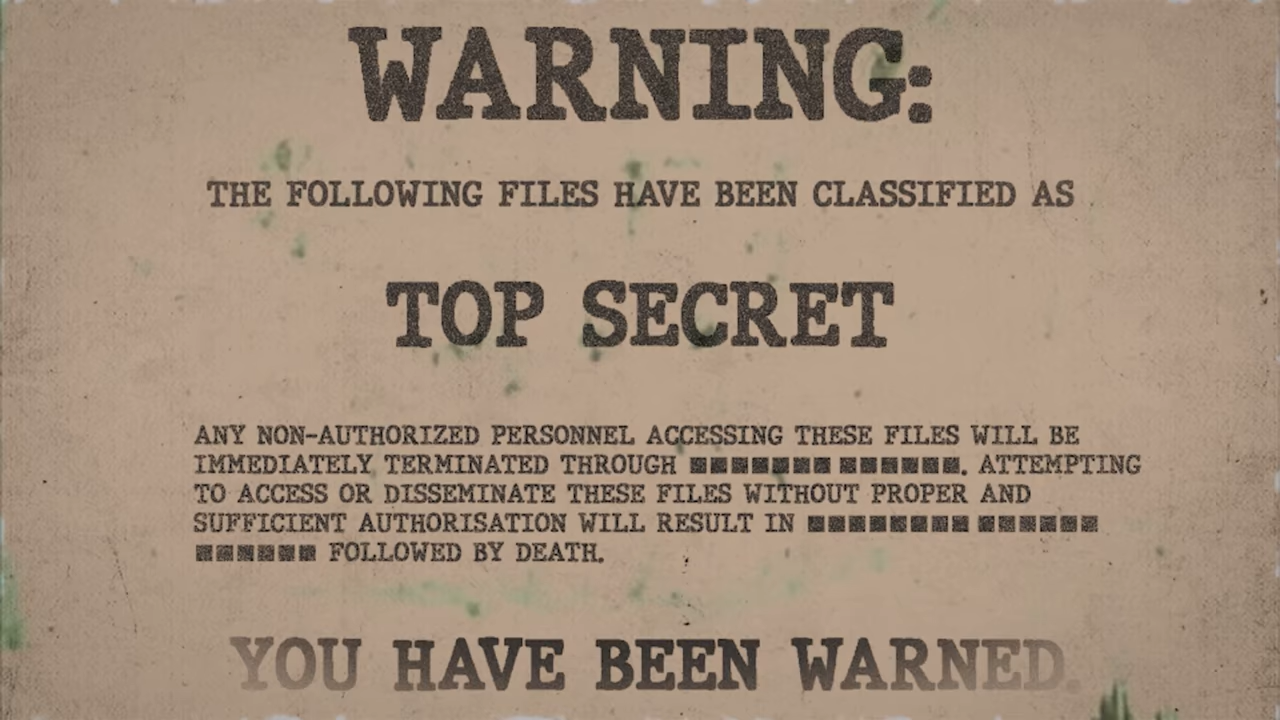 WARNING:
THE FOLLOWING FILES HAVE BEEN CLASSIFIED AS
TOP SECRET
ANY NON-AUTHORIZED PERSONNEL ACCESSING THESE FILES WILL BE
IMMEDIATELY TERMINATED THROUGH ■■■■■■■ ■■■■■■. ATTEMPTING
TO ACCESS OR DISSEMINATE THESE FILES WITHOUT PROPER AND
SUFFICIENT AUTHORISATION WILL RESULT IN ■■■■■■■■ ■■■■■■
■■■■■■ FOLLOWED BY DEATH.
YOU HAVE BEEN WARNED.